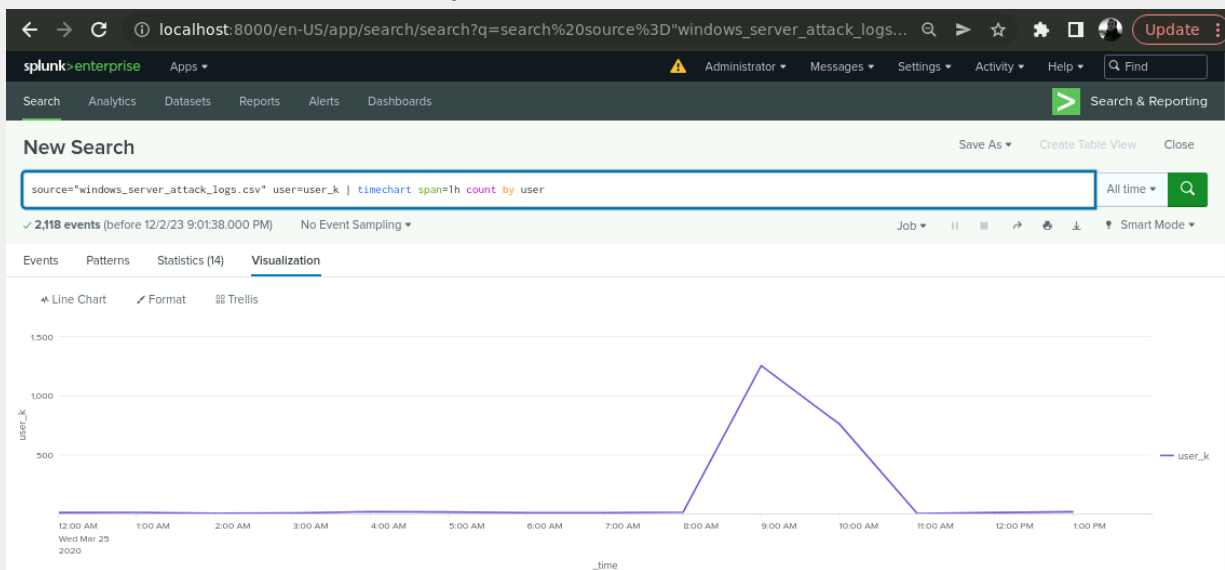 localhost:8000/en-US/app/search/search?q=search%20source%3D"windows_server_attack_logs... Update
splunk>enterprise Apps Administrator Messages Settings Activity Help Find
Search Analytics Datasets Reports Alerts Dashboards Search & Reporting
New Search Save As Create Table View Close
source="windows_server_attack_logs.csv" user=user_k | timechart span=1h count by user All time
2,118 events (before 12/2/23 9:01:38.000 PM) No Event Sampling Job Smart Mode
Events Patterns Statistics (14) Visualization
Line Chart Format Trellis
1,500
1,000
user_k
500
user_k
12:00 AM 1:00 AM 2:00 AM 3:00 AM 4:00 AM 5:00 AM 6:00 AM 7:00 AM 8:00 AM 9:00 AM 10:00 AM 11:00 AM 12:00 PM 1:00 PM
Wed Mar 25
2020
_time